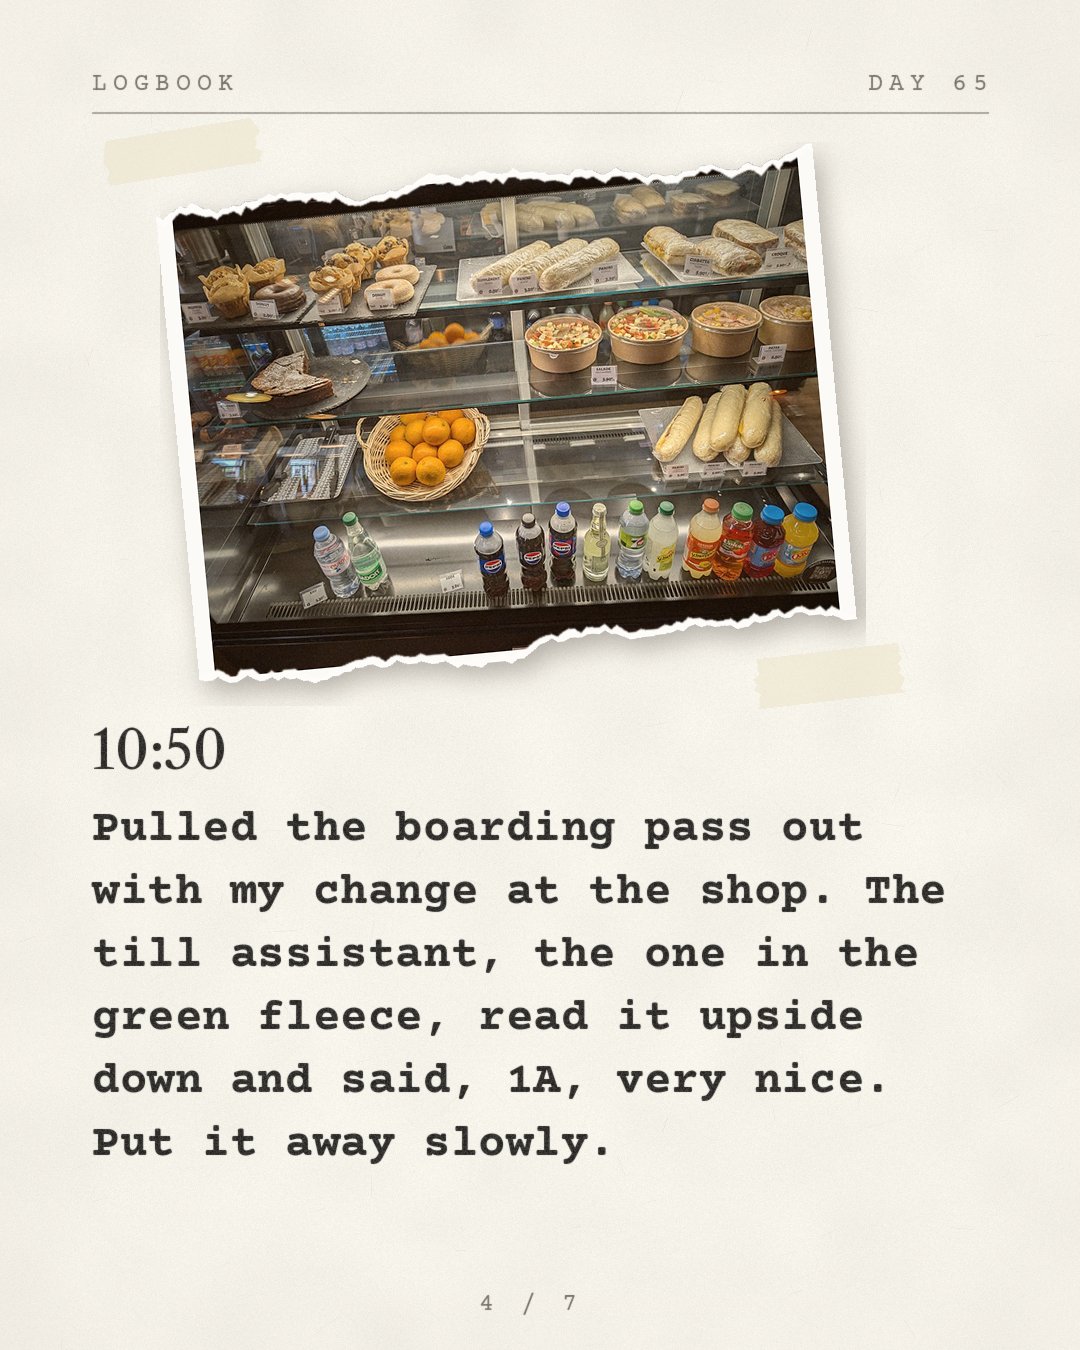 LOGBOOK
DAY 65
10:50
Pulled the boarding pass out
with my change at the shop. The
till assistant, the one in the
green fleece, read it upside
down and said, 1A, very nice.
Put it away slowly.
4 / 7